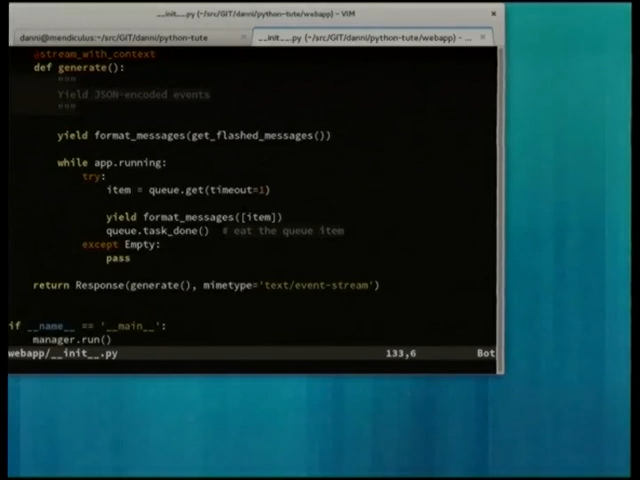 __init__.py (~/src/GIT/danni/python-tute/webapp) - VIM
danni@mendiculus:~/src/GIT/danni/python-tute
__init__.py (~/src/GIT/danni/python-tute/webapp) - ...
@stream_with_context
def generate():
"""
Yield JSON-encoded events
"""
yield format_messages(get_flashed_messages())
while app.running:
try:
item = queue.get(timeout=1)
yield format_messages([item])
queue.task_done()  # eat the queue item
except Empty:
pass
return Response(generate(), mimetype='text/event-stream')
if __name__ == '__main__':
manager.run()
webapp/__init__.py 133,6 Bot